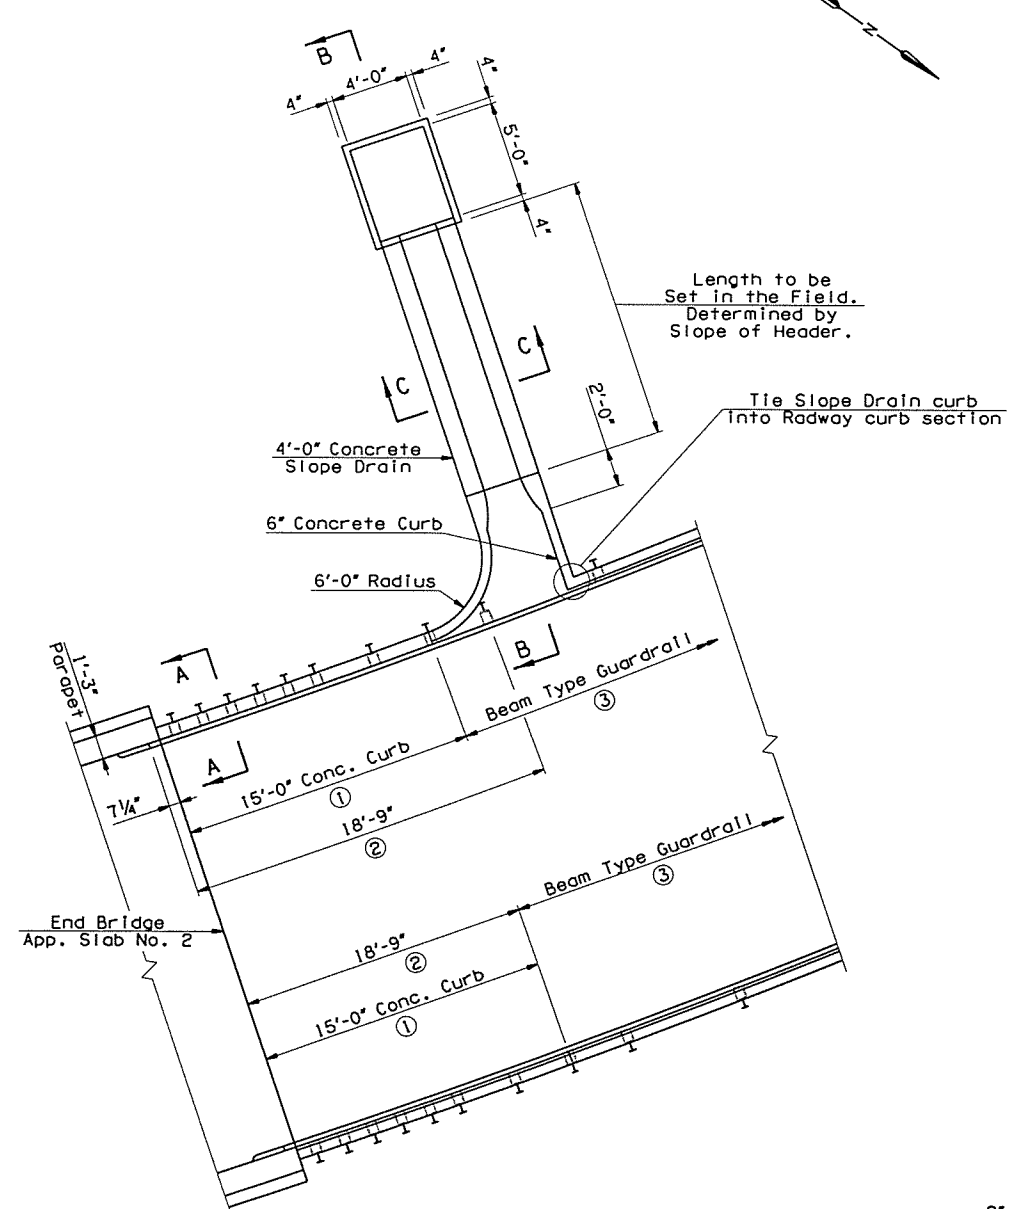 N
B
4"
4'-0"
4"
4"
5'-0"
4"
Length to be
Set in the Field.
Determined by
Slope of Header.
C
C
2'-0"
Tie Slope Drain curb
into Radway curb section
4'-0" Concrete
Slope Drain
6" Concrete Curb
6'-0" Radius
B
1'-3"
Parapet
A
A
Beam Type Guardrail
③
7¼"
15'-0" Conc. Curb
①
18'-9"
②
Beam Type Guardrail
③
End Bridge
App. Slab No. 2
18'-9"
②
15'-0" Conc. Curb
①